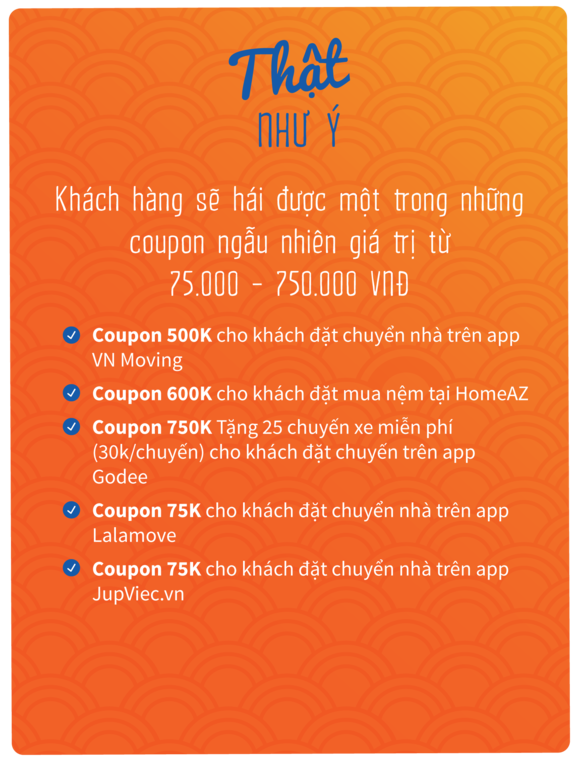 Thật
NHƯ Ý
Khách hàng sẽ hái được một trong những
coupon ngẫu nhiên giá trị từ
75.000 - 750.000 VNĐ
Coupon 500K cho khách đặt chuyển nhà trên app
VN Moving
Coupon 600K cho khách đặt mua nệm tại HomeAZ
Coupon 750K Tặng 25 chuyến xe miễn phí
(30k/chuyến) cho khách đặt chuyến trên app
Godee
Coupon 75K cho khách đặt chuyển nhà trên app
Lalamove
Coupon 75K cho khách đặt chuyển nhà trên app
JupViec.vn